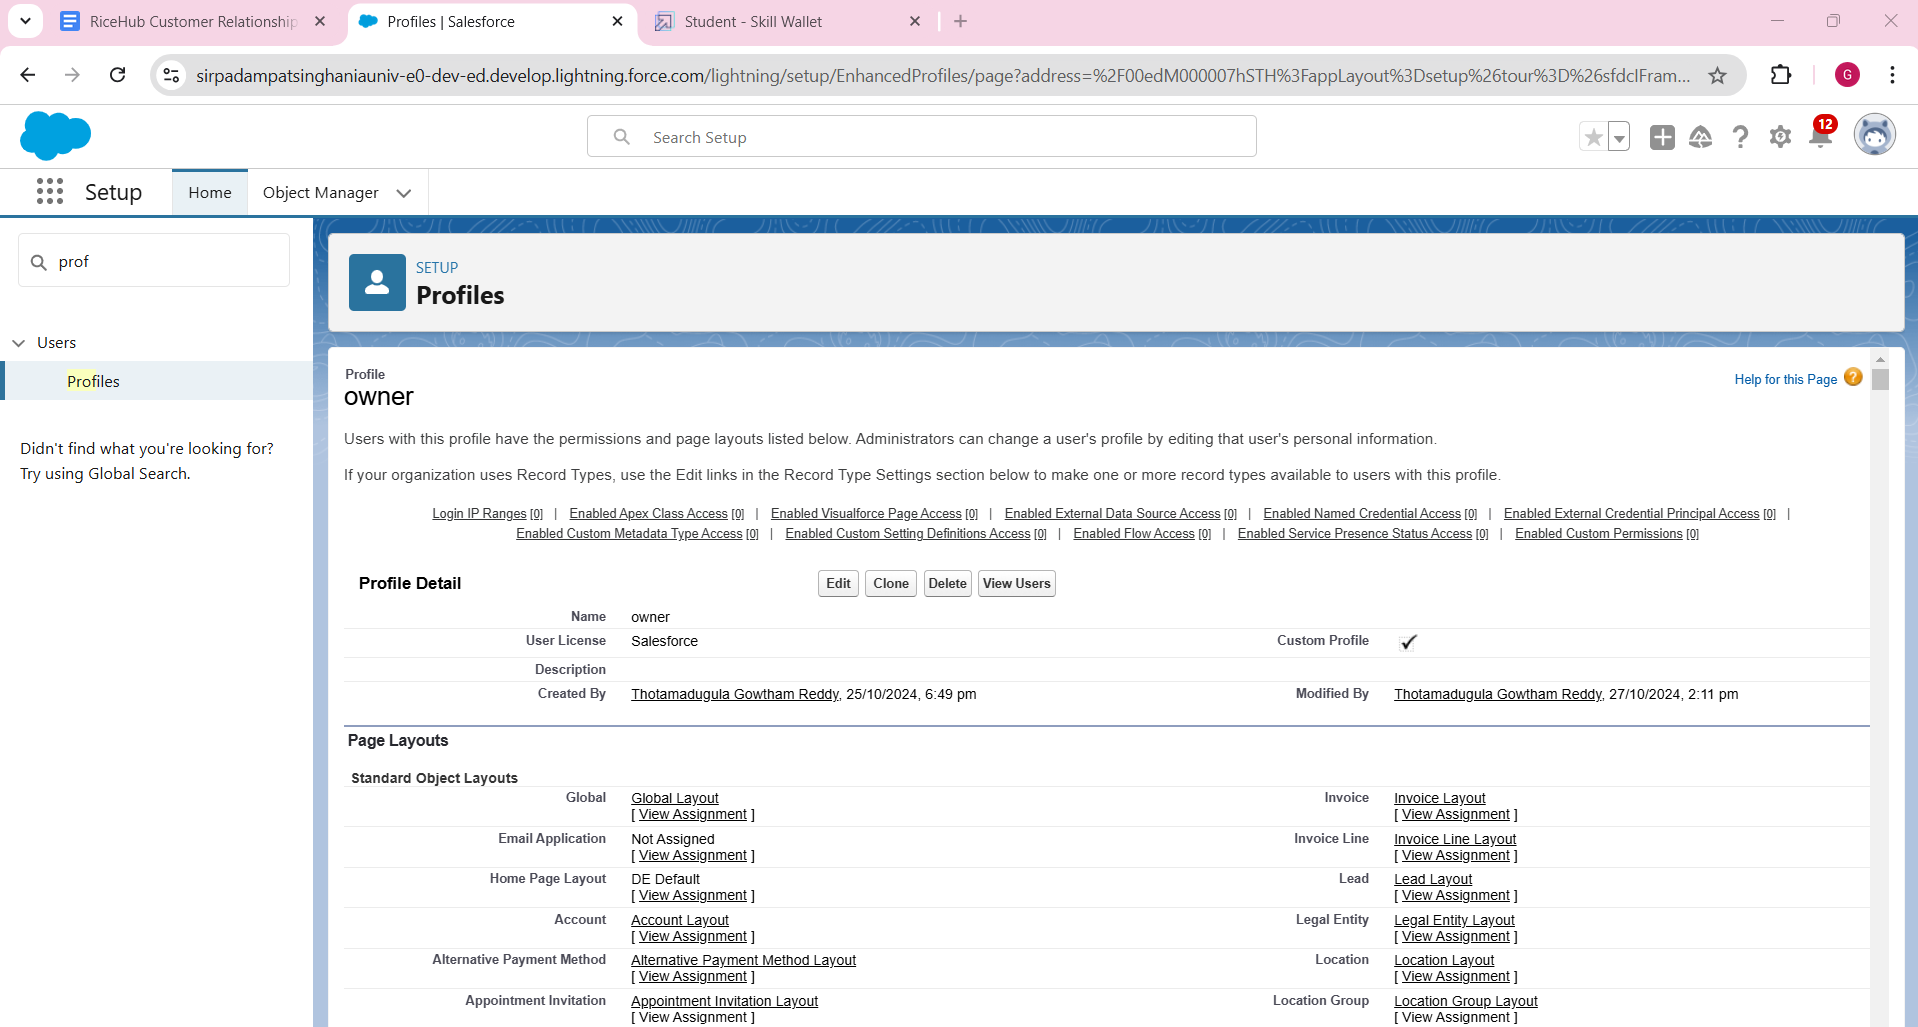 RiceHub Customer Relationship
Profiles | Salesforce
Student - Skill Wallet
sirpadampatsinghaniauniv-e0-dev-ed.develop.lightning.force.com/lightning/setup/EnhancedProfiles/page?address=%2F00edM000007hSTH%3FappLayout%3Dsetup%26tour%3D%26sfdcIFram...
G
Search Setup
12
Setup
Home
Object Manager
prof
Users
Profiles
Didn't find what you're looking for?
Try using Global Search.
SETUP
Profiles
Profile
owner
Help for this Page ?
Users with this profile have the permissions and page layouts listed below. Administrators can change a user's profile by editing that user's personal information.
If your organization uses Record Types, use the Edit links in the Record Type Settings section below to make one or more record types available to users with this profile.
Login IP Ranges [0] | Enabled Apex Class Access [0] | Enabled Visualforce Page Access [0] | Enabled External Data Source Access [0] | Enabled Named Credential Access [0] | Enabled External Credential Principal Access [0] |
Enabled Custom Metadata Type Access [0] | Enabled Custom Setting Definitions Access [0] | Enabled Flow Access [0] | Enabled Service Presence Status Access [0] | Enabled Custom Permissions [0]
Profile Detail Edit Clone Delete View Users
Name owner
User License Salesforce Custom Profile ✓
Description
Created By Thotamadugula Gowtham Reddy, 25/10/2024, 6:49 pm Modified By Thotamadugula Gowtham Reddy, 27/10/2024, 2:11 pm
Page Layouts
Standard Object Layouts
Global Global Layout Invoice Invoice Layout
[ View Assignment ] [ View Assignment ]
Email Application Not Assigned Invoice Line Invoice Line Layout
[ View Assignment ] [ View Assignment ]
Home Page Layout DE Default Lead Lead Layout
[ View Assignment ] [ View Assignment ]
Account Account Layout Legal Entity Legal Entity Layout
[ View Assignment ] [ View Assignment ]
Alternative Payment Method Alternative Payment Method Layout Location Location Layout
[ View Assignment ] [ View Assignment ]
Appointment Invitation Appointment Invitation Layout Location Group Location Group Layout
[ View Assignment ] [ View Assignment ]